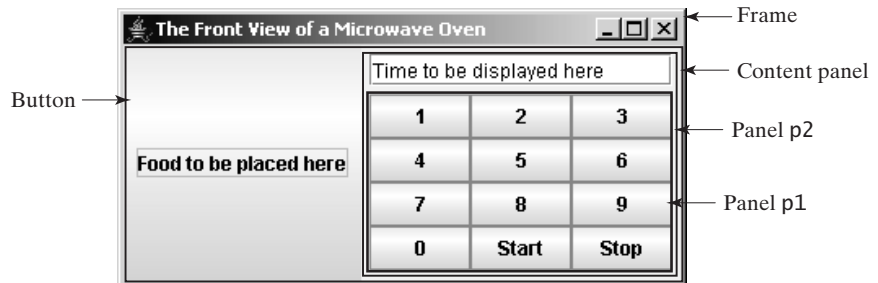 The Front View of a Microwave Oven
Frame
Time to be displayed here
Content panel
Button
1 2 3
Panel p2
Food to be placed here
4 5 6
7 8 9
Panel p1
0 Start Stop